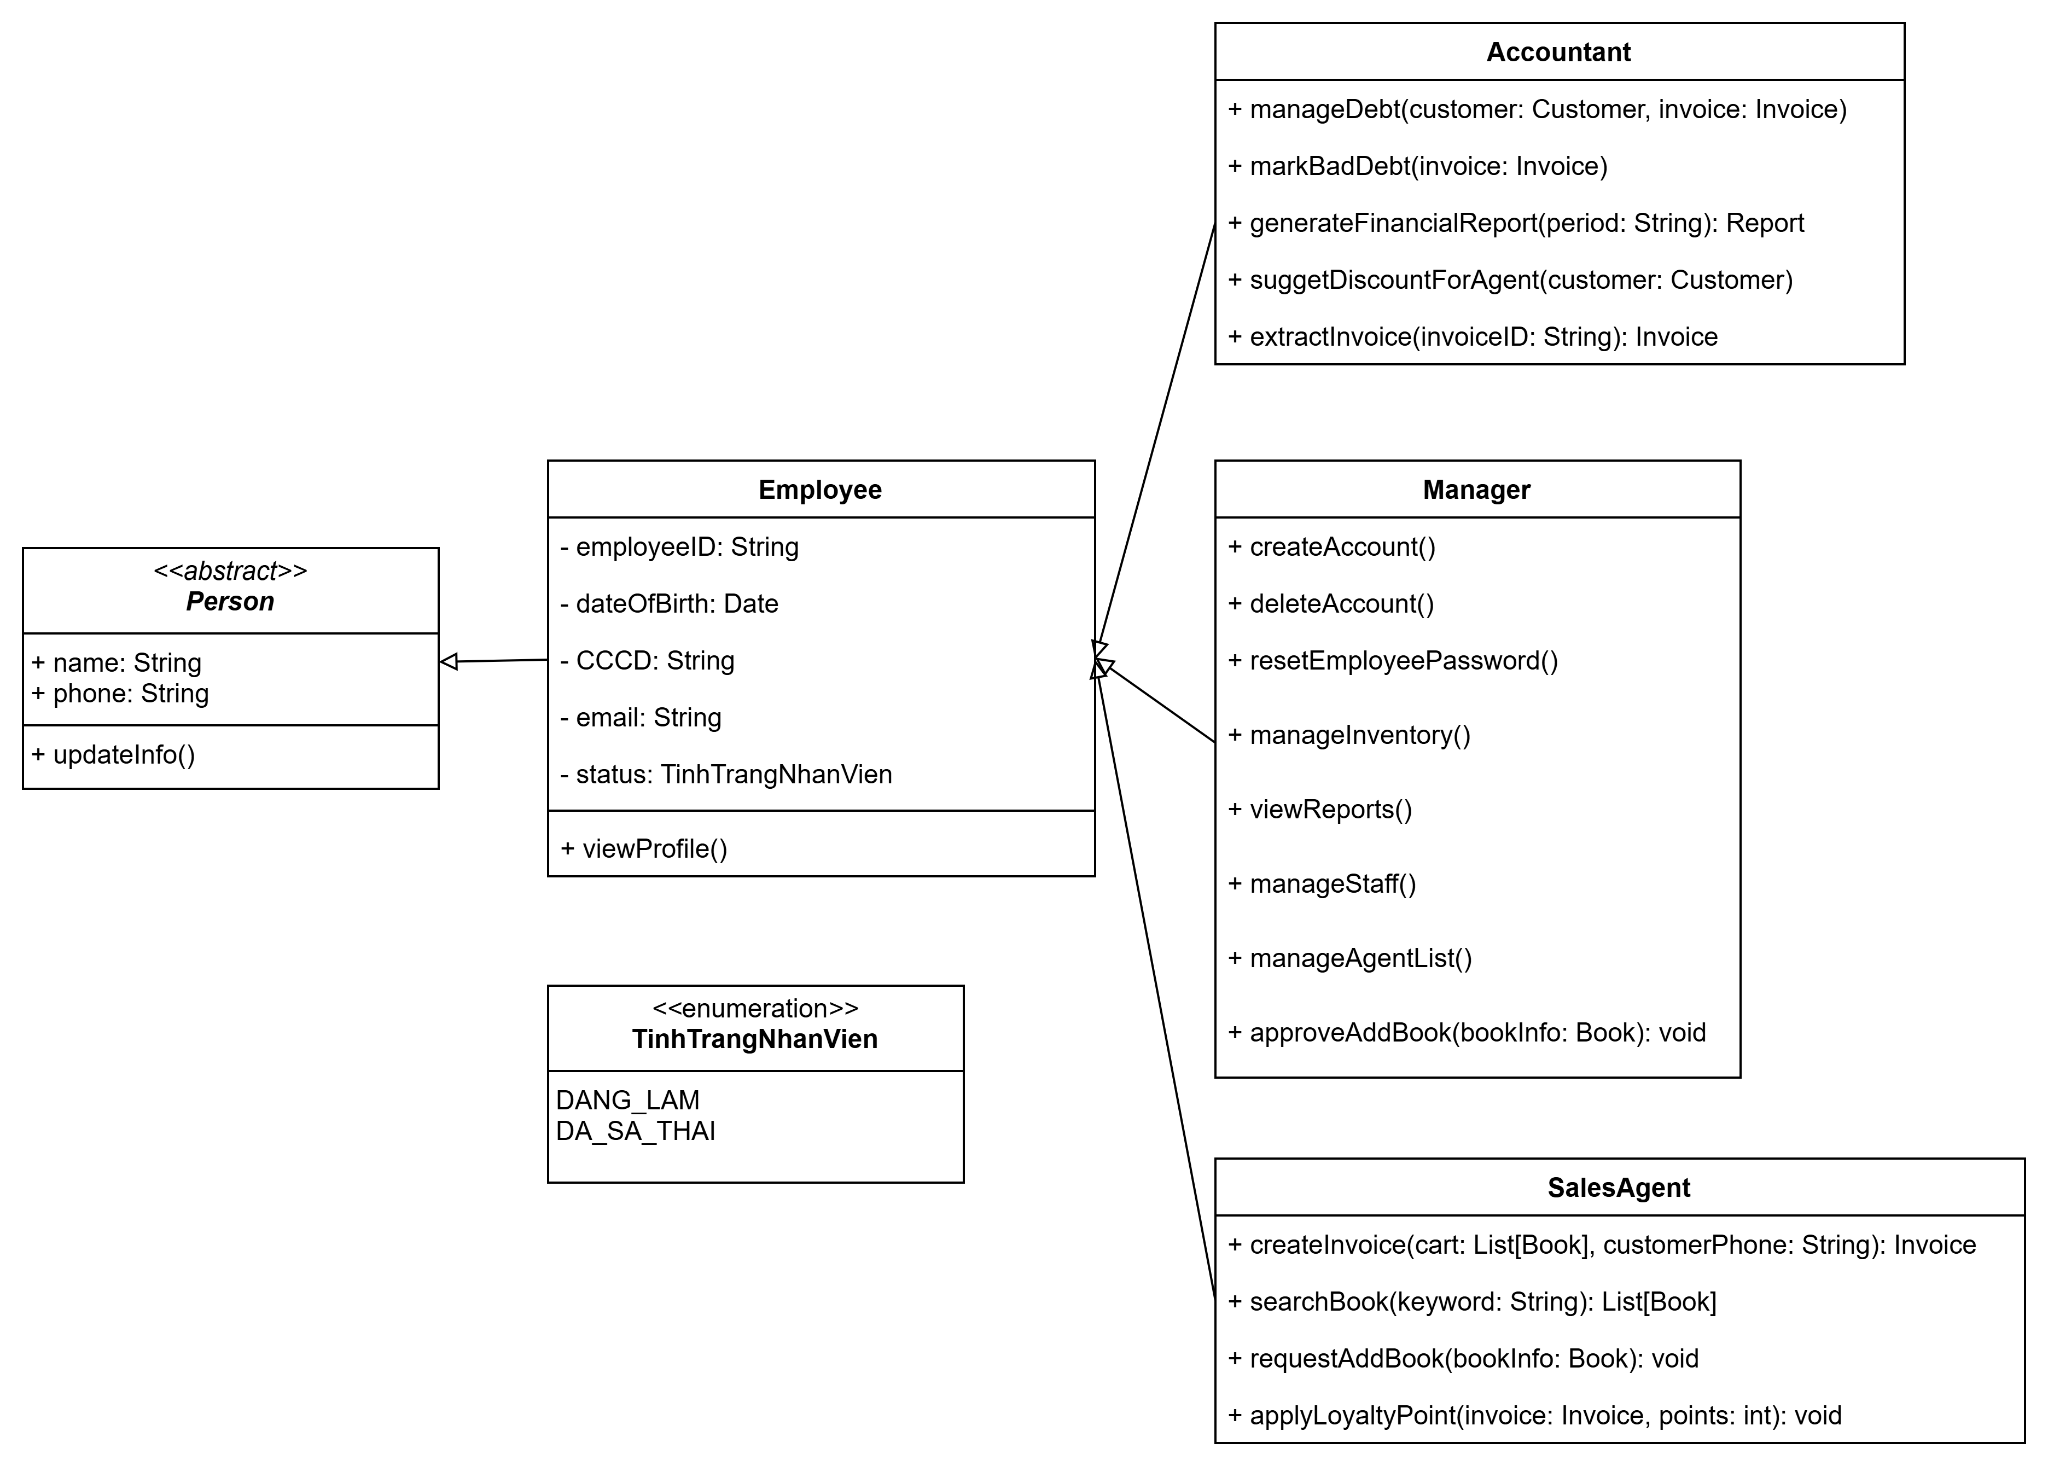 Accountant
+ manageDebt(customer: Customer, invoice: Invoice)
+ markBadDebt(invoice: Invoice)
+ generateFinancialReport(period: String): Report
+ suggetDiscountForAgent(customer: Customer)
+ extractInvoice(invoiceID: String): Invoice
<<abstract>>
Person
+ name: String
+ phone: String
+ updateInfo()
Employee
- employeeID: String
- dateOfBirth: Date
- CCCD: String
- email: String
- status: TinhTrangNhanVien
+ viewProfile()
Manager
+ createAccount()
+ deleteAccount()
+ resetEmployeePassword()
+ manageInventory()
+ viewReports()
+ manageStaff()
+ manageAgentList()
+ approveAddBook(bookInfo: Book): void
<<enumeration>>
TinhTrangNhanVien
DANG_LAM
DA_SA_THAI
SalesAgent
+ createInvoice(cart: List[Book], customerPhone: String): Invoice
+ searchBook(keyword: String): List[Book]
+ requestAddBook(bookInfo: Book): void
+ applyLoyaltyPoint(invoice: Invoice, points: int): void